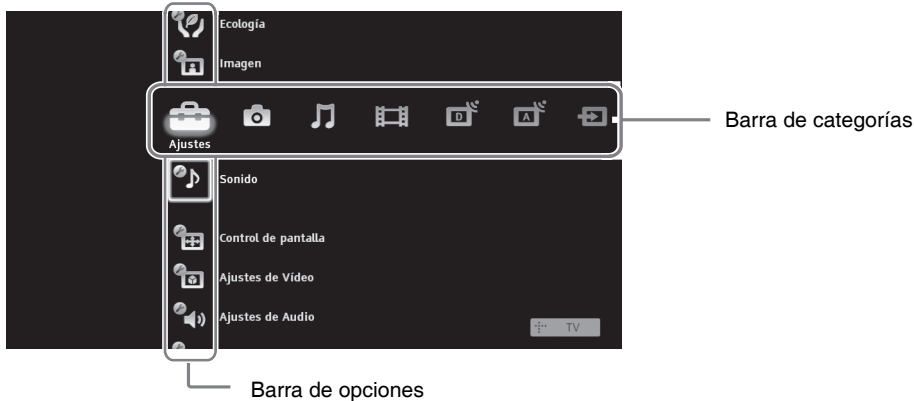 Ecología
Imagen
D
A
Ajustes
Barra de categorías
Sonido
Control de pantalla
Ajustes de Vídeo
Ajustes de Audio
TV
Barra de opciones